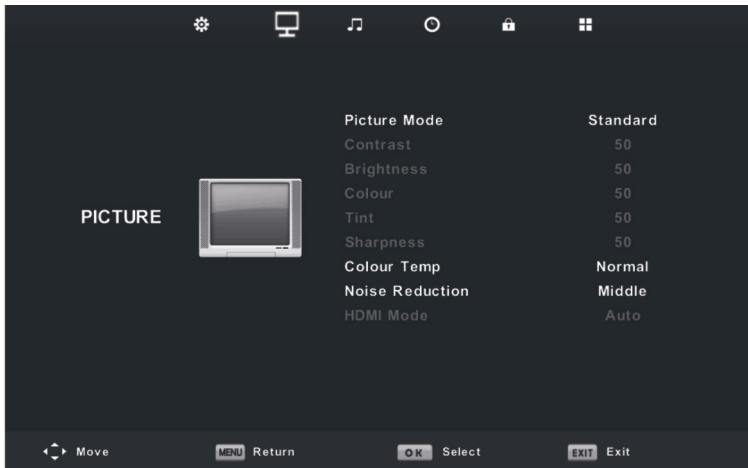 PICTURE
Picture Mode Standard
Contrast 50
Brightness 50
Colour 50
Tint 50
Sharpness 50
Colour Temp Normal
Noise Reduction Middle
HDMI Mode Auto
Move MENU Return OK Select EXIT Exit